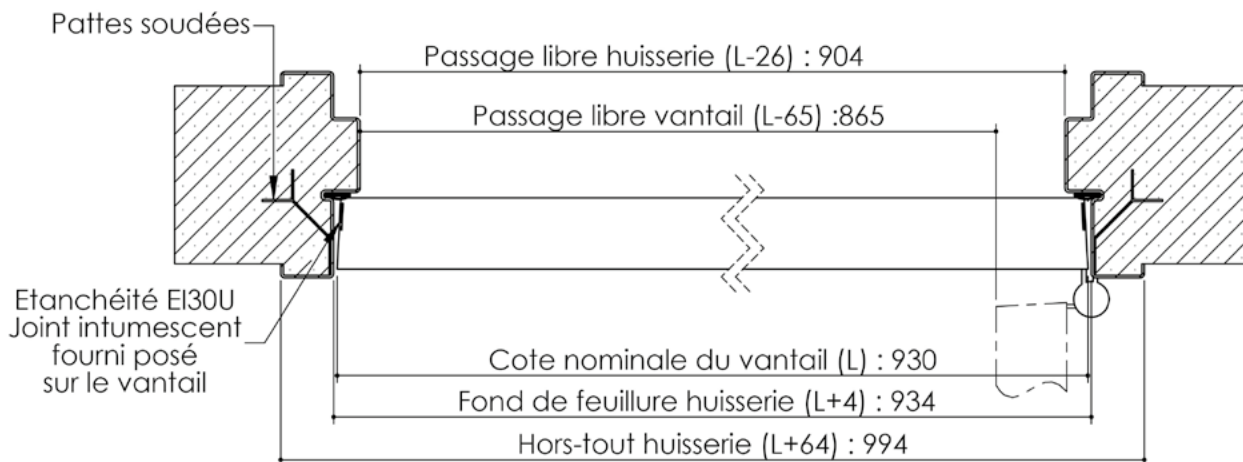 Pattes soudées
Passage libre huisserie (L-26) : 904
Passage libre vantail (L-65) :865
Etanchéité EI30U
Joint intumescent
fourni posé
sur le vantail
Cote nominale du vantail (L) : 930
Fond de feuillure huisserie (L+4) : 934
Hors-tout huisserie (L+64) : 994